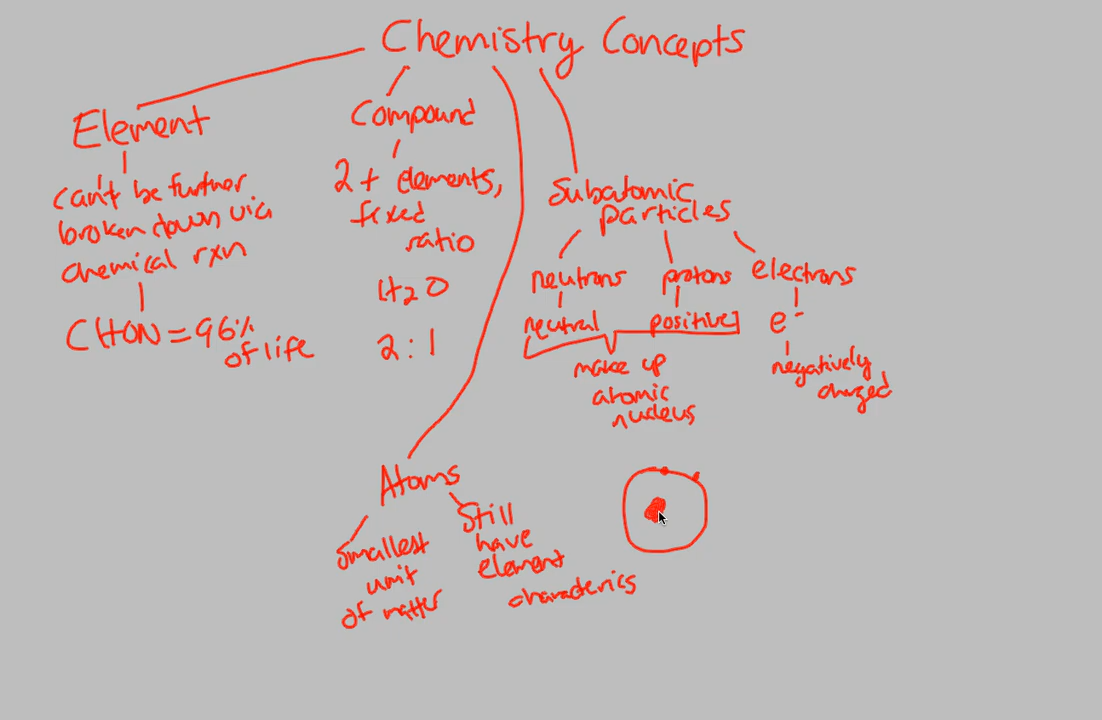 Chemistry Concepts
Element
can't be further
broken down via
chemical rxn
CHON = 96%
of life
Compound
2+ elements,
fixed
ratio
H₂O
2:1
Subatomic
particles
neutrons
neutral
protons
positive
make up
atomic
nucleus
electrons
e⁻
negatively
charged
Atoms
Smallest
unit
of matter
Still
have
element
characterics